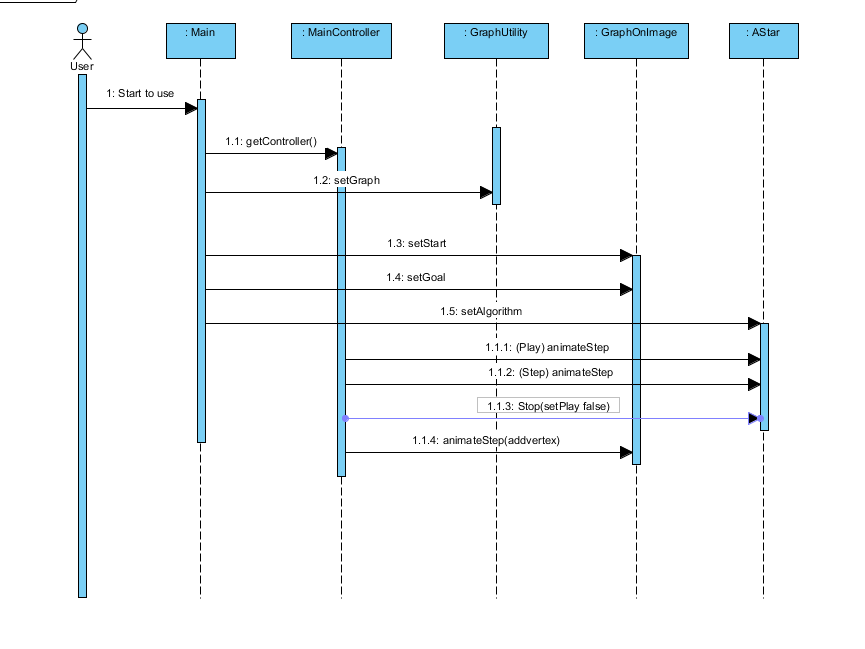 User
: Main
: MainController
: GraphUtility
: GraphOnImage
: AStar
1: Start to use
1.1: getController()
1.2: setGraph
1.3: setStart
1.4: setGoal
1.5: setAlgorithm
1.1.1: (Play) animateStep
1.1.2: (Step) animateStep
1.1.3: Stop(setPlay false)
1.1.4: animateStep(addvertex)